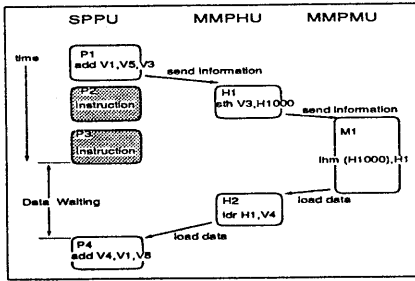 SPPU MMPHU MMPMU
time
P1
add V1,V5,V3
send information
P2
Instruction
H1
sth V3,H1000
send information
P3
Instruction
M1
lhm (H1000),H1
Data Waiting
H2
ldr H1,V4
load data
load data
P4
add V4,V1,V8